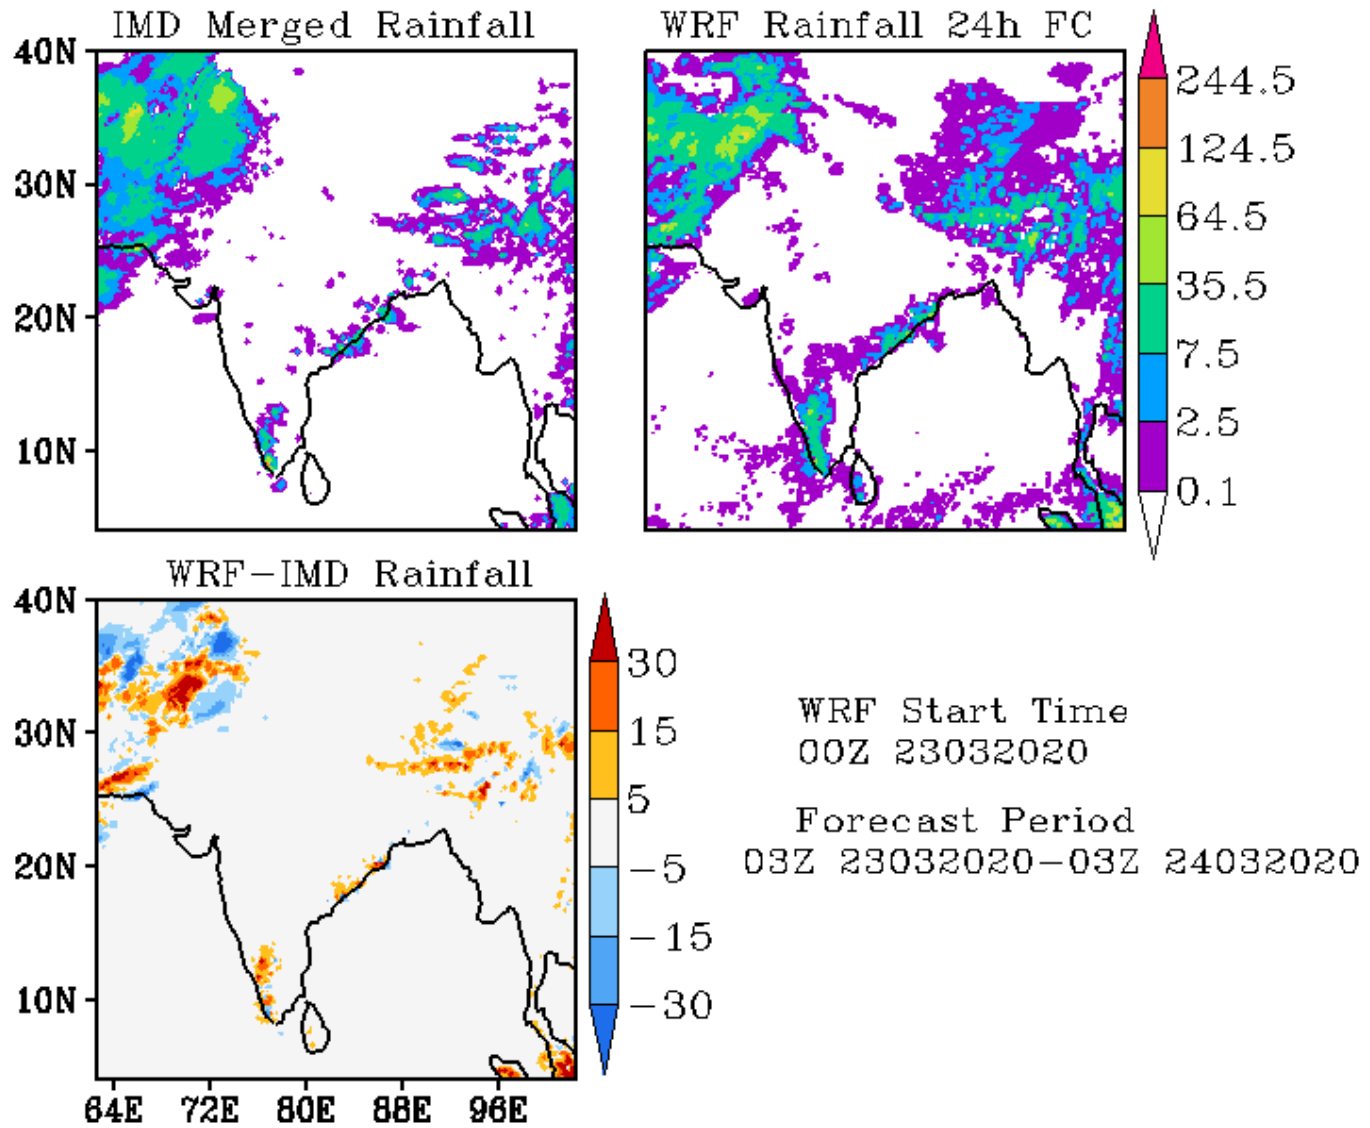 IMD Merged Rainfall
WRF Rainfall 24h FC
40N
30N
20N
10N
244.5
124.5
64.5
35.5
7.5
2.5
0.1
WRF-IMD Rainfall
40N
30N
20N
10N
64E 72E 80E 88E 96E
30
15
5
-5
-15
-30
WRF Start Time
00Z 23032020
Forecast Period
03Z 23032020-03Z 24032020